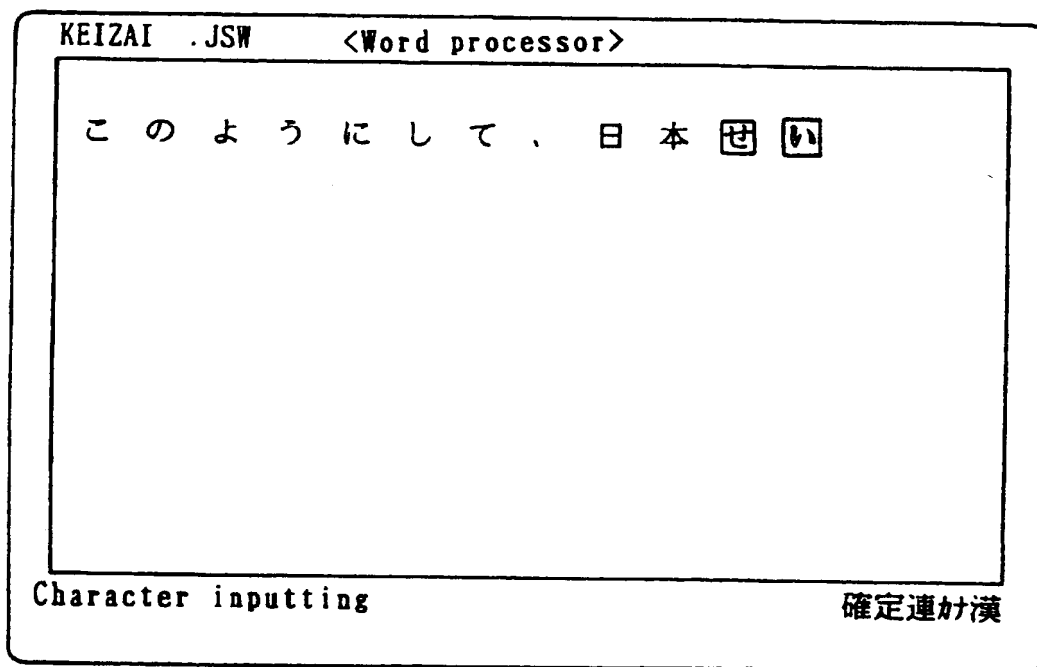 KEIZAI .JSW <Word processor>
このようにして、日本せい
Character inputting
確定連ｶﾅ漢